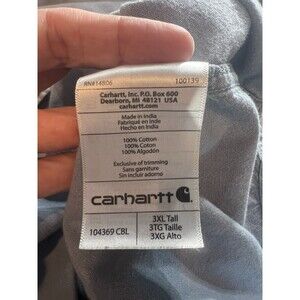 RN#14806 100139
Carhartt, Inc. P.O. Box 600
Dearborn, MI 48121 USA
carhartt.com
Made in India
Fabriqué en Inde
Hecho en India
100% Cotton
100% Coton
100% Algodón
Exclusive of trimming
Sans garniture
Sin incluir adornos
carhartt
104369 CBL
3XL Tall
3TG Taille
3XG Alto